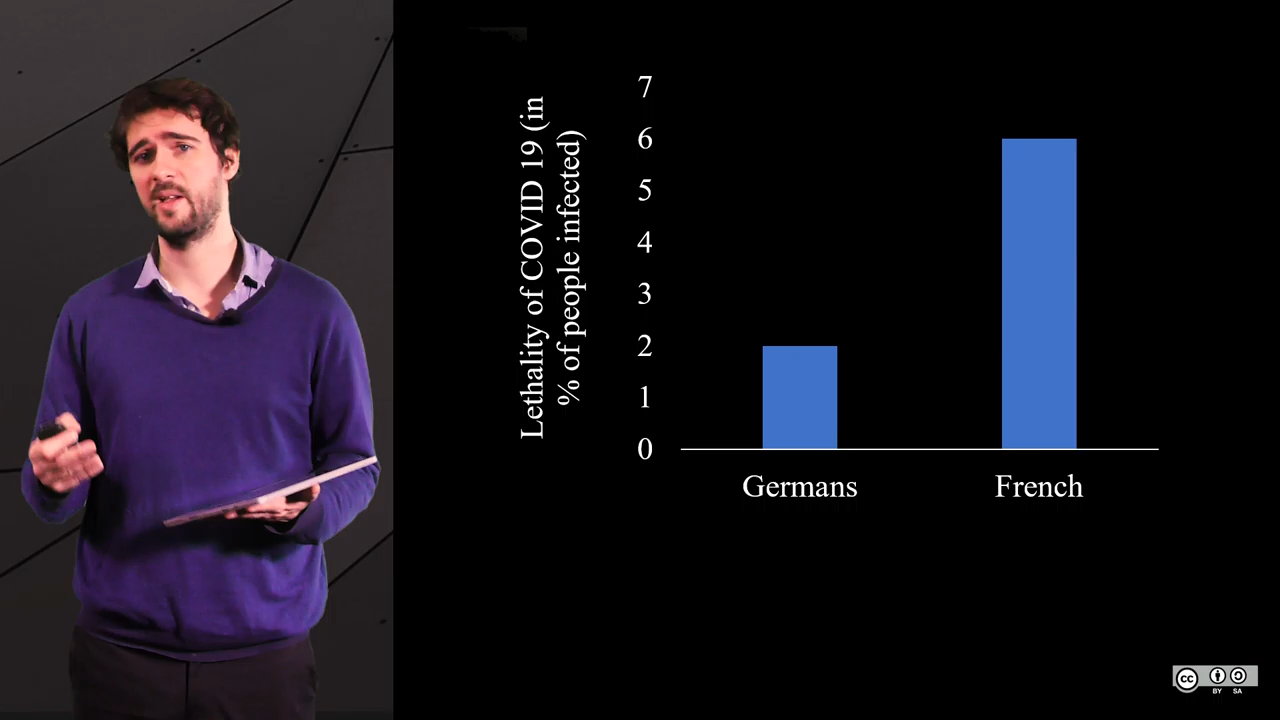 Lethality of COVID 19 (in
% of people infected)
7
6
5
4
3
2
1
0
Germans
French
cc
BY
SA